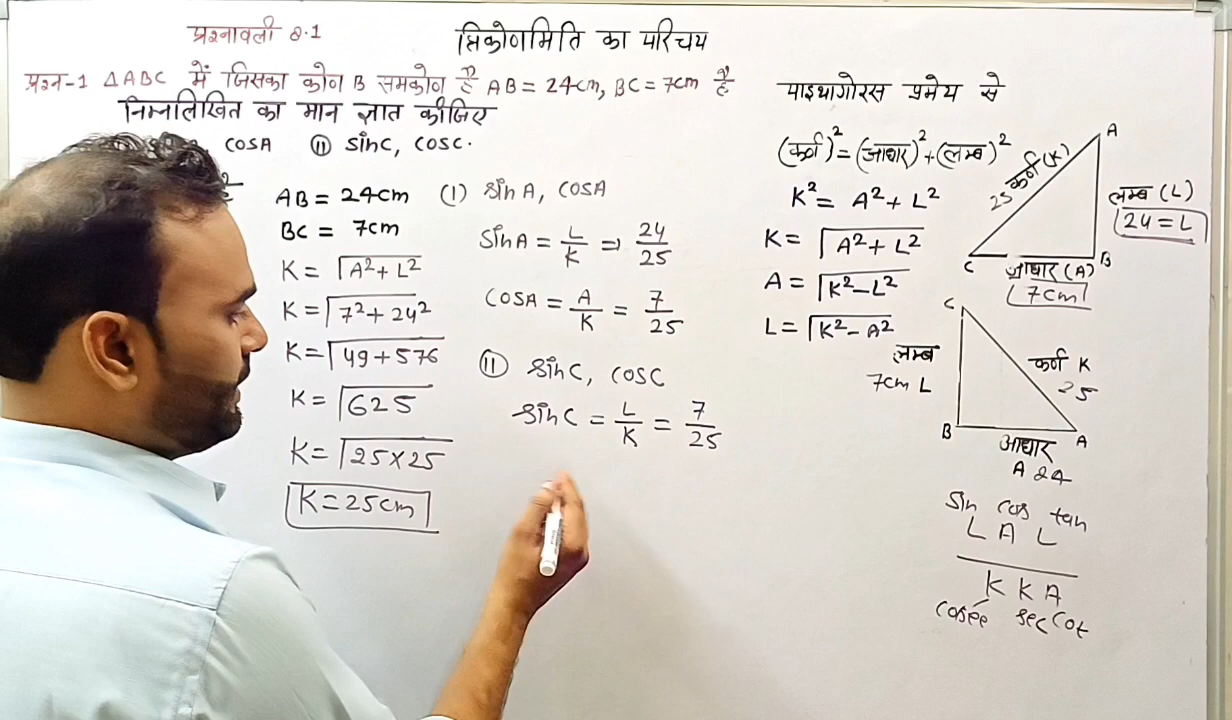 प्रश्नावली 8.1
त्रिकोणमिति का परिचय
प्रश्न-1 △ABC में जिसका कोण B समकोण है AB = 24cm, BC = 7cm है
निम्नलिखित का मान ज्ञात कीजिए
COSA (ii) sinC, COSC.
AB = 24cm
BC = 7cm
K = √A²+L²
K = √7²+24²
K = √49+576
K = √625
K = √25×25
K = 25cm
(I) sinA, COSA
sinA = L/K ⇒ 24/25
COSA = A/K = 7/25
(II) sinC, COSC
sinC = L/K = 7/25
पाइथागोरस प्रमेय से
(कर्ण)² = (आधार)² + (लम्ब)²
K² = A² + L²
K = √A² + L²
A = √K² − L²
L = √K² − A²
A
25 कर्ण (K)
लम्ब (L)
24 = L
C B
आधार (A)
7cm
C
लम्ब
7cm L
कर्ण K
25
B A
आधार
A 24
sin cos tan
L A L
K K A
cosec sec cot